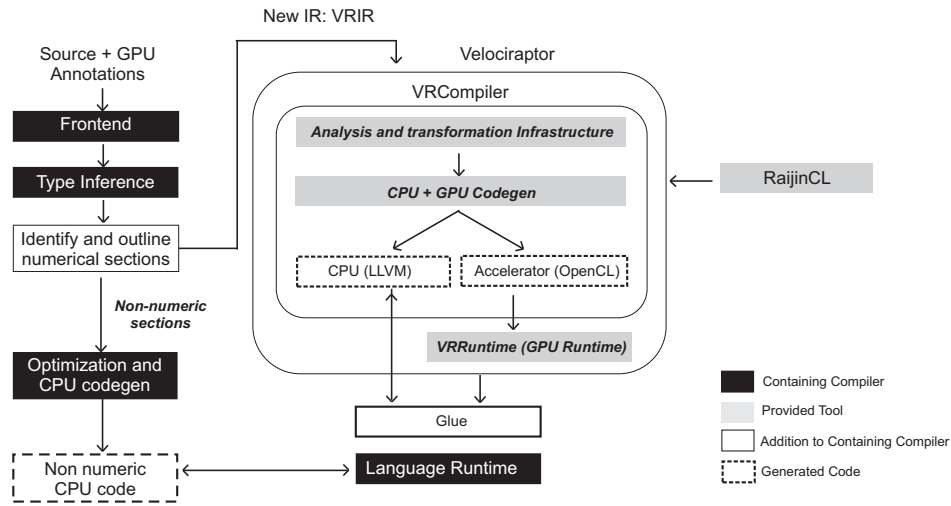 New IR: VRIR
Source + GPU
Annotations
Frontend
Type Inference
Identify and outline
numerical sections
Non-numeric
sections
Optimization and
CPU codegen
Non numeric
CPU code
Velociraptor
VRCompiler
Analysis and transformation Infrastructure
CPU + GPU Codegen
CPU (LLVM)
Accelerator (OpenCL)
VRRuntime (GPU Runtime)
Glue
Language Runtime
RaijinCL
Containing Compiler
Provided Tool
Addition to Containing Compiler
Generated Code